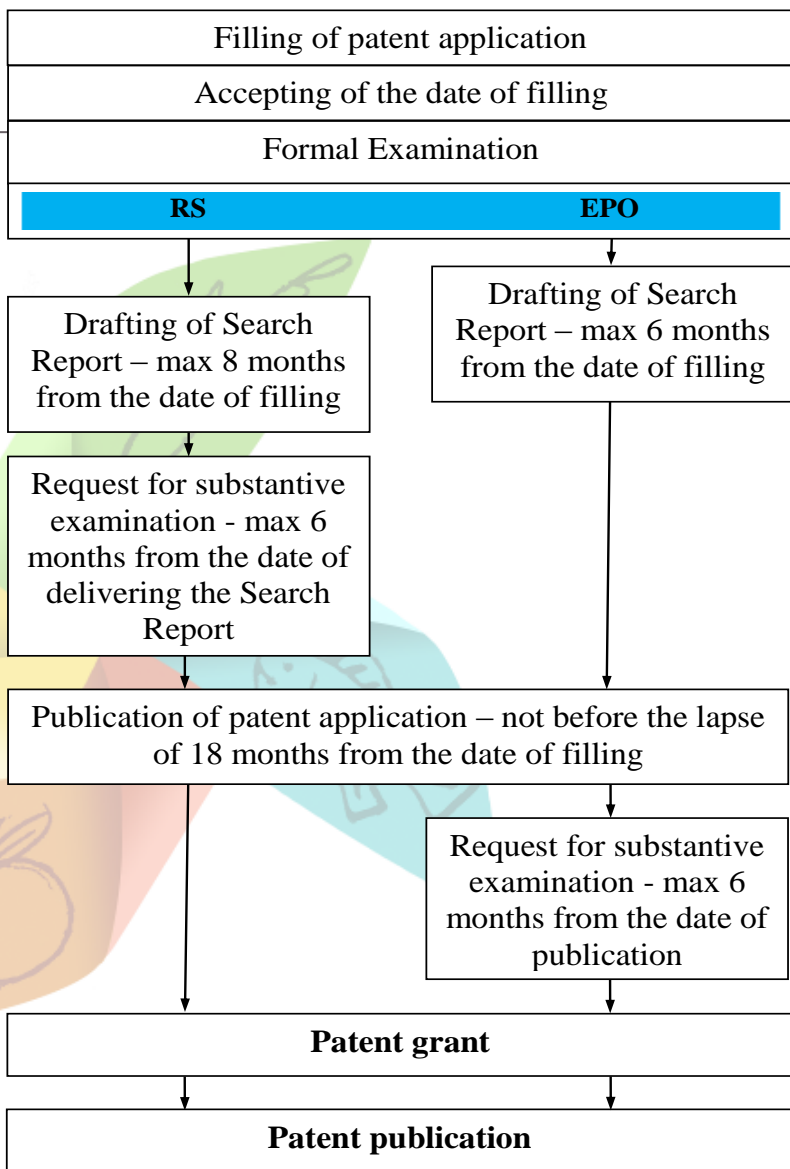 Filling of patent application
Accepting of the date of filling
Formal Examination
RS
EPO
Drafting of Search
Report – max 8 months
from the date of filling
Drafting of Search
Report – max 6 months
from the date of filling
Request for substantive
examination - max 6
months from the date of
delivering the Search
Report
Publication of patent application – not before the lapse
of 18 months from the date of filling
Request for substantive
examination - max 6
months from the date of
publication
Patent grant
Patent publication